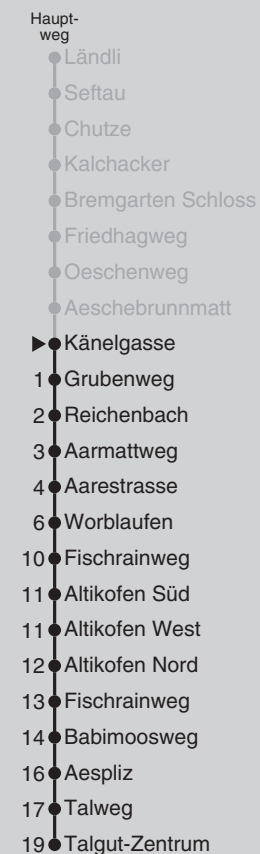 Haupt-
weg
Ländli
Seftau
Chutze
Kalchacker
Bremgarten Schloss
Friedhagweg
Oeschenweg
Aeschebrunnmatt
Känelgasse
1 Grubenweg
2 Reichenbach
3 Aarmattweg
4 Aarestrasse
6 Worblaufen
10 Fischrainweg
11 Altikofen Süd
11 Altikofen West
12 Altikofen Nord
13 Fischrainweg
14 Babimoosweg
16 Aespliz
17 Talweg
19 Talgut-Zentrum